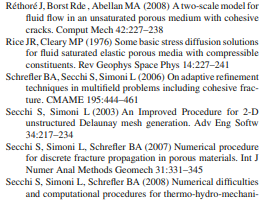 Réthoré J, Borst Rde , Abellan MA (2008) A two-scale model for
fluid flow in an unsaturated porous medium with cohesive
cracks. Comput Mech 42:227–238
Rice JR, Cleary MP (1976) Some basic stress diffusion solutions
for fluid saturated elastic porous media with compressible
constituents. Rev Geophys Space Phys 14:227–241
Schrefler BA, Secchi S, Simoni L (2006) On adaptive refinement
techniques in multifield problems including cohesive frac-
ture. CMAME 195:444–461
Secchi S, Simoni L (2003) An Improved Procedure for 2-D
unstructured Delaunay mesh generation. Adv Eng Softw
34:217–234
Secchi S, Simoni L, Schrefler BA (2007) Numerical procedure
for discrete fracture propagation in porous materials. Int J
Numer Anal Methods Geomech 31:331–345
Secchi S, Simoni L, Schrefler BA (2008) Numerical difficulties
and computational procedures for thermo-hydro-mechani-